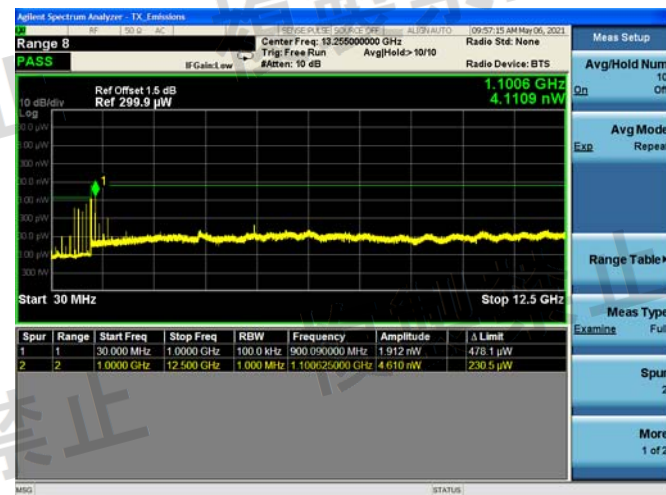 Agilent Spectrum Analyzer - TX_Emissions
RF 50 Ω AC SENSE:PULSE SOURCE OFF ALIGN AUTO 09:57:15 AM May 06, 2021
Range 8
Center Freq: 13.255000000 GHz
Radio Std: None
Trig: Free Run Avg|Hold:> 10/10
PASS
IFGain:Low
#Atten: 10 dB
Radio Device: BTS
Ref Offset 1.5 dB
1.1006 GHz
10 dB/div Ref 299.9 µW
4.1109 nW
Log
1
Start 30 MHz
Stop 12.5 GHz
Spur Range Start Freq Stop Freq RBW Frequency Amplitude Δ Limit
1 1 30.000 MHz 1.0000 GHz 100.0 kHz 900.090000 MHz 1.912 nW 478.1 µW
2 2 1.0000 GHz 12.500 GHz 1.000 MHz 1.100625000 GHz 4.610 nW 230.5 µW
MSG
STATUS
Meas Setup
Avg/Hold Num
10
On Off
Avg Mode
Exp Repeat
Range Table
Meas Type
Examine Full
Spur
2
More
1 of 2
禁止